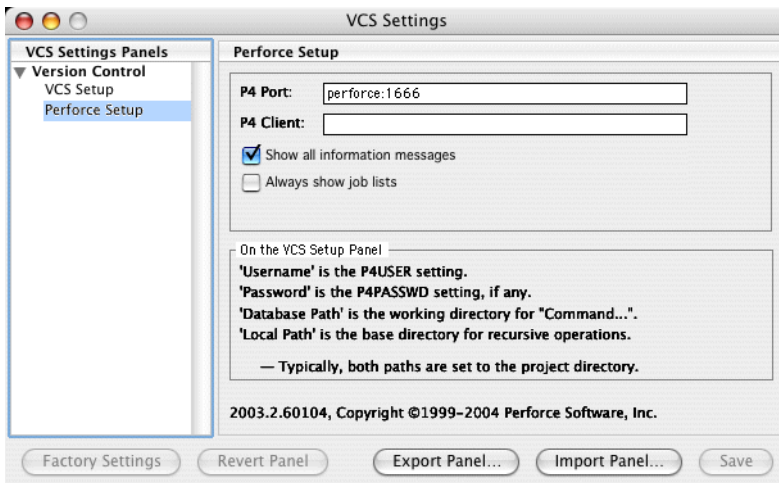 VCS Settings
VCS Settings Panels
Version Control
VCS Setup
Perforce Setup
Perforce Setup
P4 Port:
perforce:1666
P4 Client:
Show all information messages
Always show job lists
On the VCS Setup Panel
'Username' is the P4USER setting.
'Password' is the P4PASSWD setting, if any.
'Database Path' is the working directory for "Command...".
'Local Path' is the base directory for recursive operations.
— Typically, both paths are set to the project directory.
2003.2.60104, Copyright ©1999–2004 Perforce Software, Inc.
Factory Settings
Revert Panel
Export Panel...
Import Panel...
Save